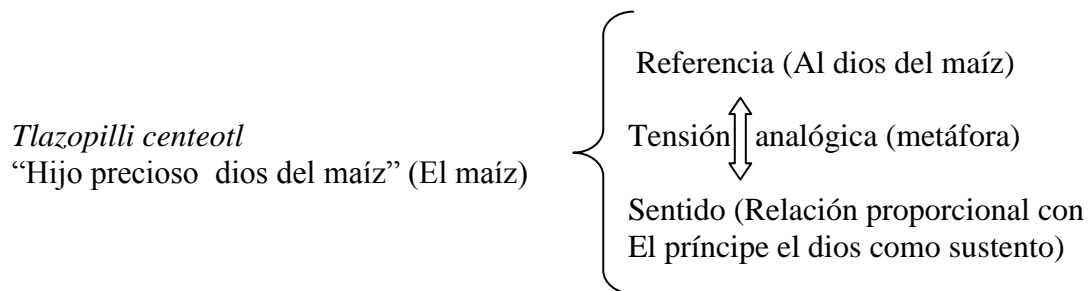 Referencia (Al dios del maíz)
Tlazopilli centeotl
Tensión analógica (metáfora)
“Hijo precioso dios del maíz” (El maíz)
Sentido (Relación proporcional con
El príncipe el dios como sustento)